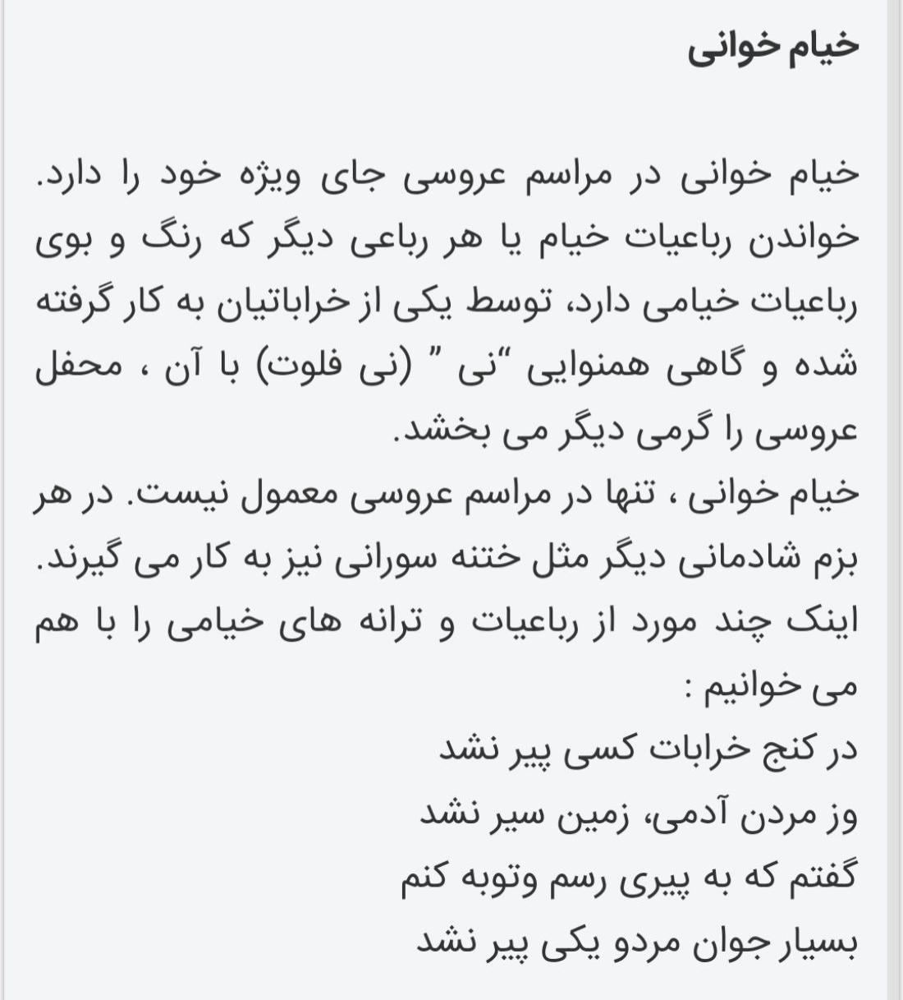 خیام خوانی
خیام خوانی در مراسم عروسی جای ویژه خود را دارد.
خواندن رباعیات خیام یا هر رباعی دیگر که رنگ و بوی
رباعیات خیامی دارد، توسط یکی از خراباتیان به کار گرفته
شده و گاهی همنوایی “نی ” (نی فلوت) با آن ، محفل
عروسی را گرمی دیگر می بخشد.
خیام خوانی ، تنها در مراسم عروسی معمول نیست. در هر
بزم شادمانی دیگر مثل ختنه سورانی نیز به کار می گیرند.
اینک چند مورد از رباعیات و ترانه های خیامی را با هم
می خوانیم :
در کنج خرابات کسی پیر نشد
وز مردن آدمی، زمین سیر نشد
گفتم که به پیری رسم وتوبه کنم
بسیار جوان مردو یکی پیر نشد